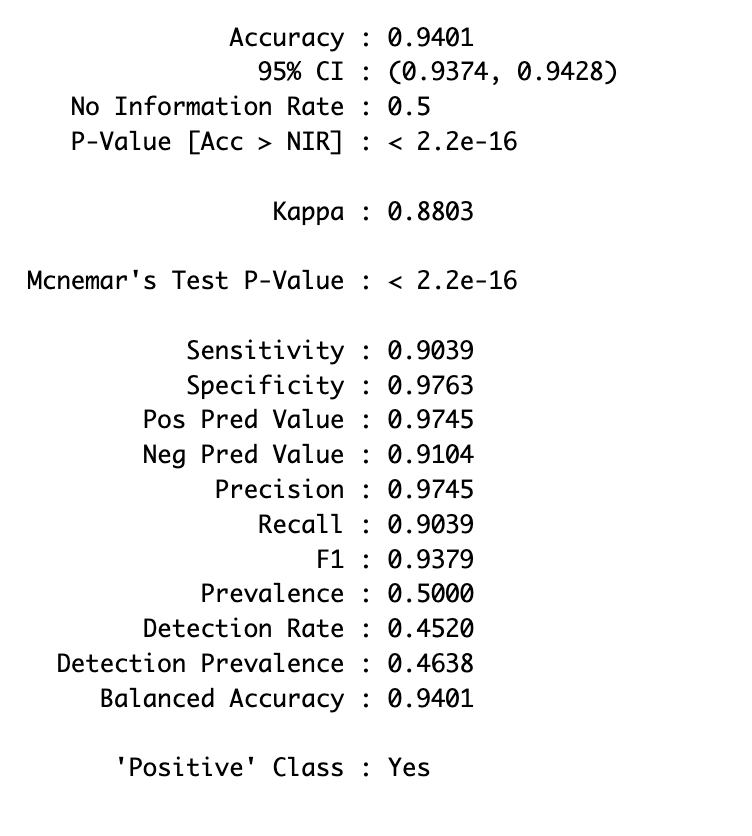 Accuracy : 0.9401
95% CI : (0.9374, 0.9428)
No Information Rate : 0.5
P-Value [Acc > NIR] : < 2.2e-16
Kappa : 0.8803
Mcnemar's Test P-Value : < 2.2e-16
Sensitivity : 0.9039
Specificity : 0.9763
Pos Pred Value : 0.9745
Neg Pred Value : 0.9104
Precision : 0.9745
Recall : 0.9039
F1 : 0.9379
Prevalence : 0.5000
Detection Rate : 0.4520
Detection Prevalence : 0.4638
Balanced Accuracy : 0.9401
'Positive' Class : Yes